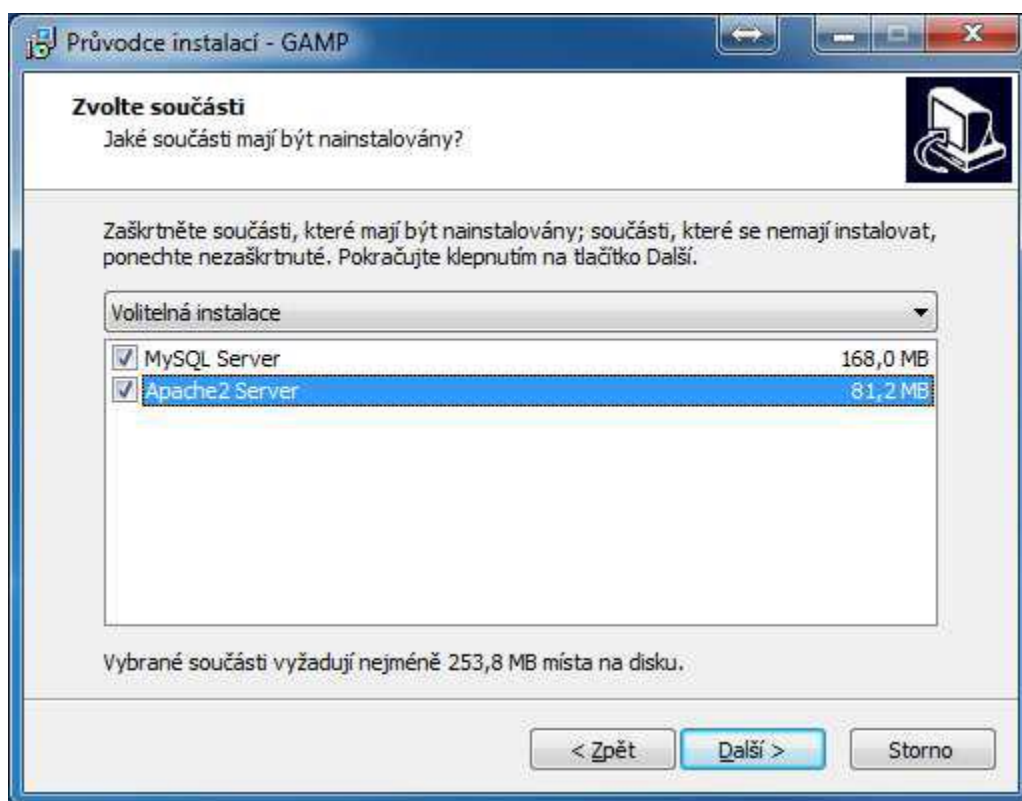 Průvodce instalací - GAMP
Zvolte součásti
Jaké součásti mají být nainstalovány?
Zaškrtněte součásti, které mají být nainstalovány; součásti, které se nemají instalovat,
ponechte nezaškrtnuté. Pokračujte klepnutím na tlačítko Další.
Volitelná instalace
MySQL Server 168,0 MB
Apache2 Server 81,2 MB
Vybrané součásti vyžadují nejméně 253,8 MB místa na disku.
< Zpět Další > Storno